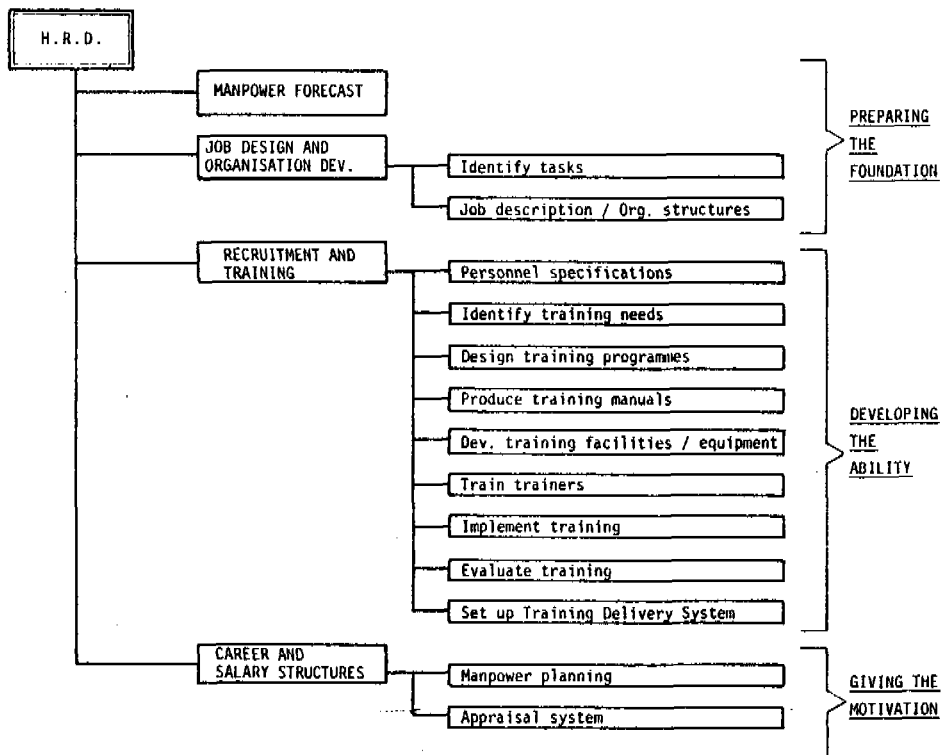 H.R.D.
MANPOWER FORECAST
JOB DESIGN AND
ORGANISATION DEV.
Identify tasks
Job description / Org. structures
PREPARING
THE
FOUNDATION
RECRUITMENT AND
TRAINING
Personnel specifications
Identify training needs
Design training programmes
Produce training manuals
Dev. training facilities / equipment
Train trainers
Implement training
Evaluate training
Set up Training Delivery System
DEVELOPING
THE
ABILITY
CAREER AND
SALARY STRUCTURES
Manpower planning
Appraisal system
GIVING THE
MOTIVATION